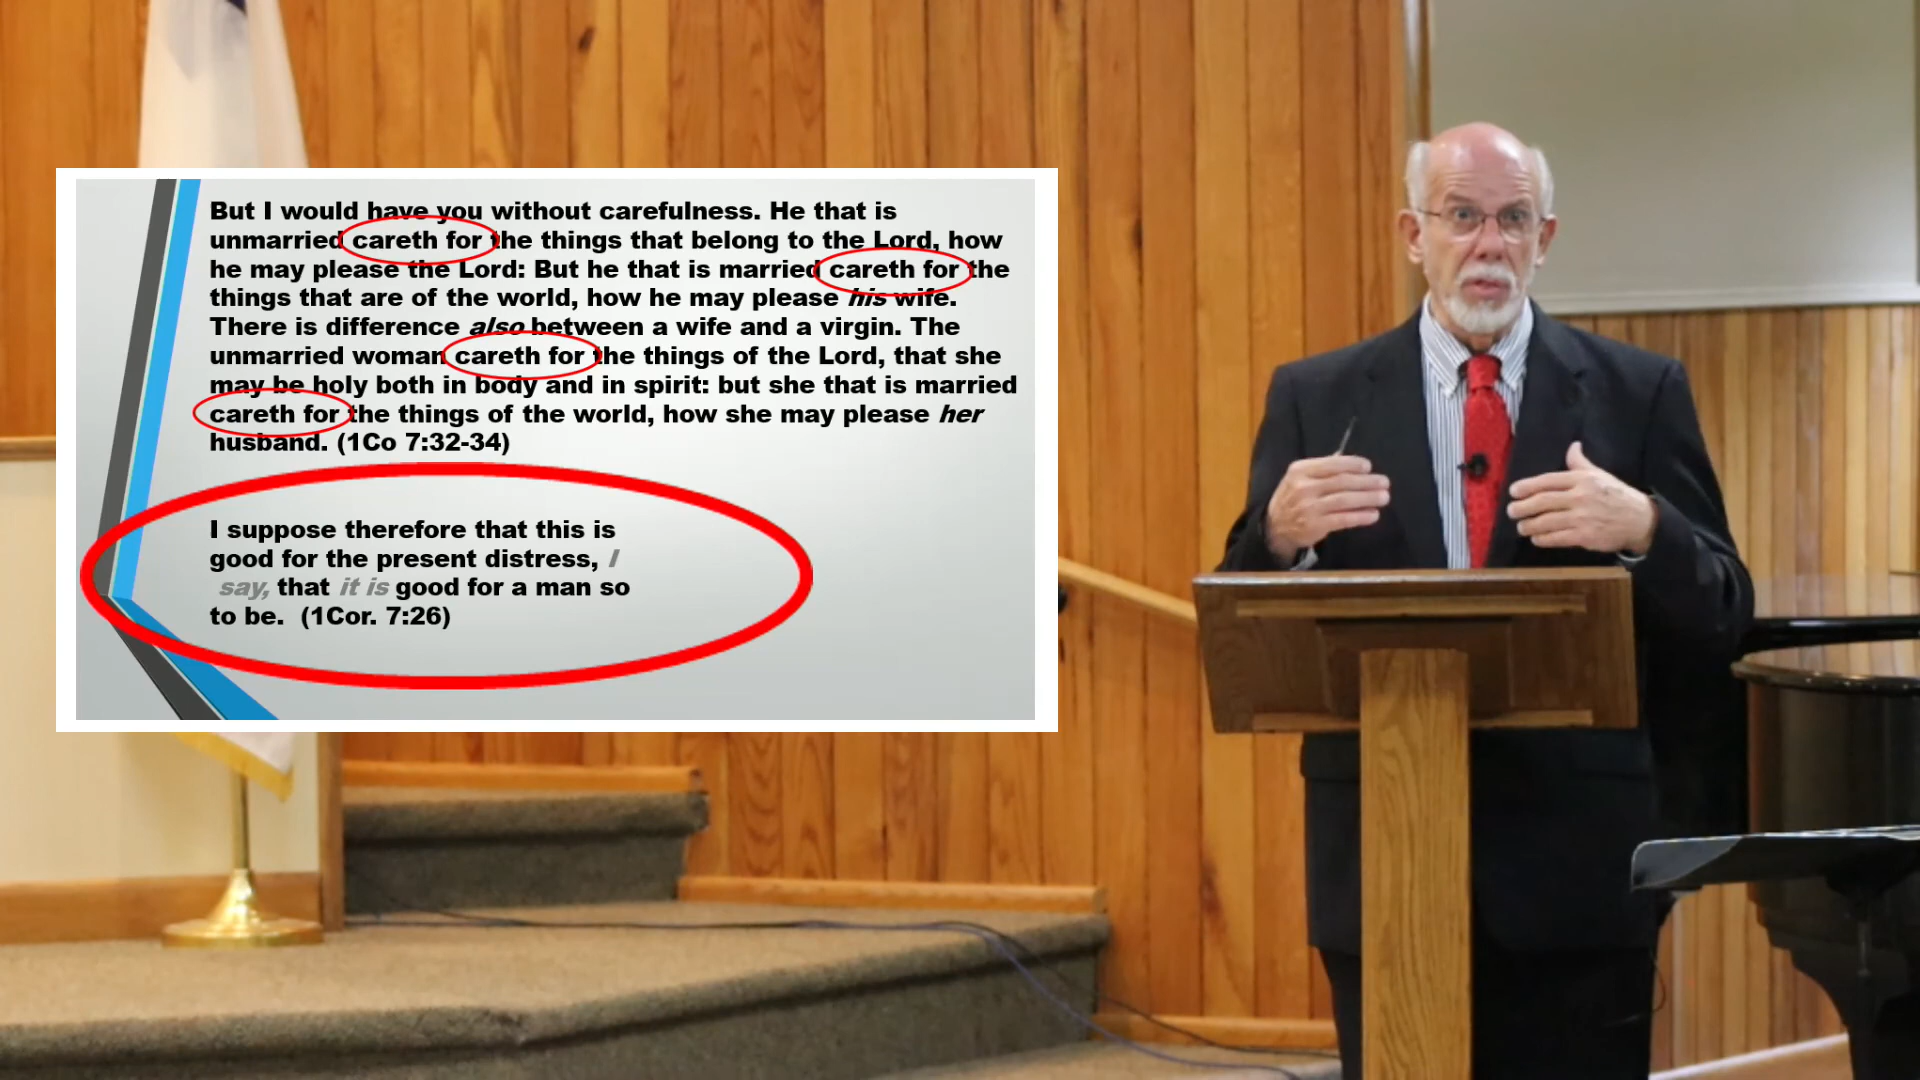 But I would have you without carefulness. He that is
unmarried careth for the things that belong to the Lord, how
he may please the Lord: But he that is married careth for the
things that are of the world, how he may please his wife.
There is difference also between a wife and a virgin. The
unmarried woman careth for the things of the Lord, that she
may be holy both in body and in spirit: but she that is married
careth for the things of the world, how she may please her
husband. (1Co 7:32-34)
I suppose therefore that this is
good for the present distress, I
say, that it is good for a man so
to be. (1Cor. 7:26)